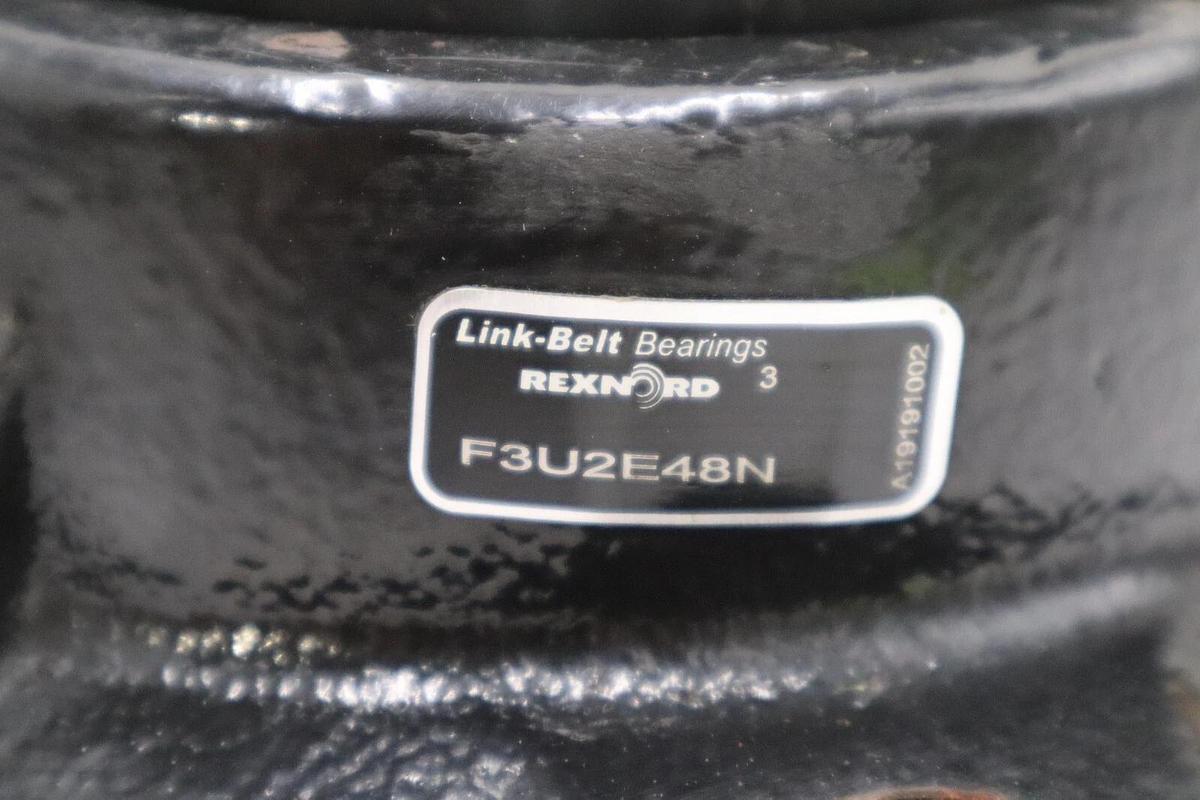 Link-Belt Bearings
REXNORD 3
F3U2E48N
A19191002